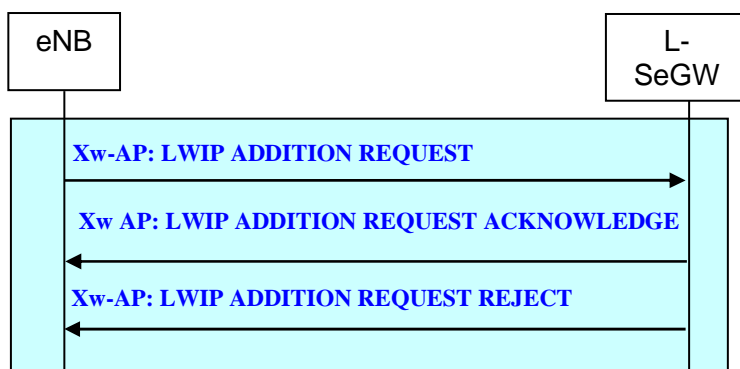 eNB
L-
SeGW
Xw-AP: LWIP ADDITION REQUEST
Xw AP: LWIP ADDITION REQUEST ACKNOWLEDGE
Xw-AP: LWIP ADDITION REQUEST REJECT